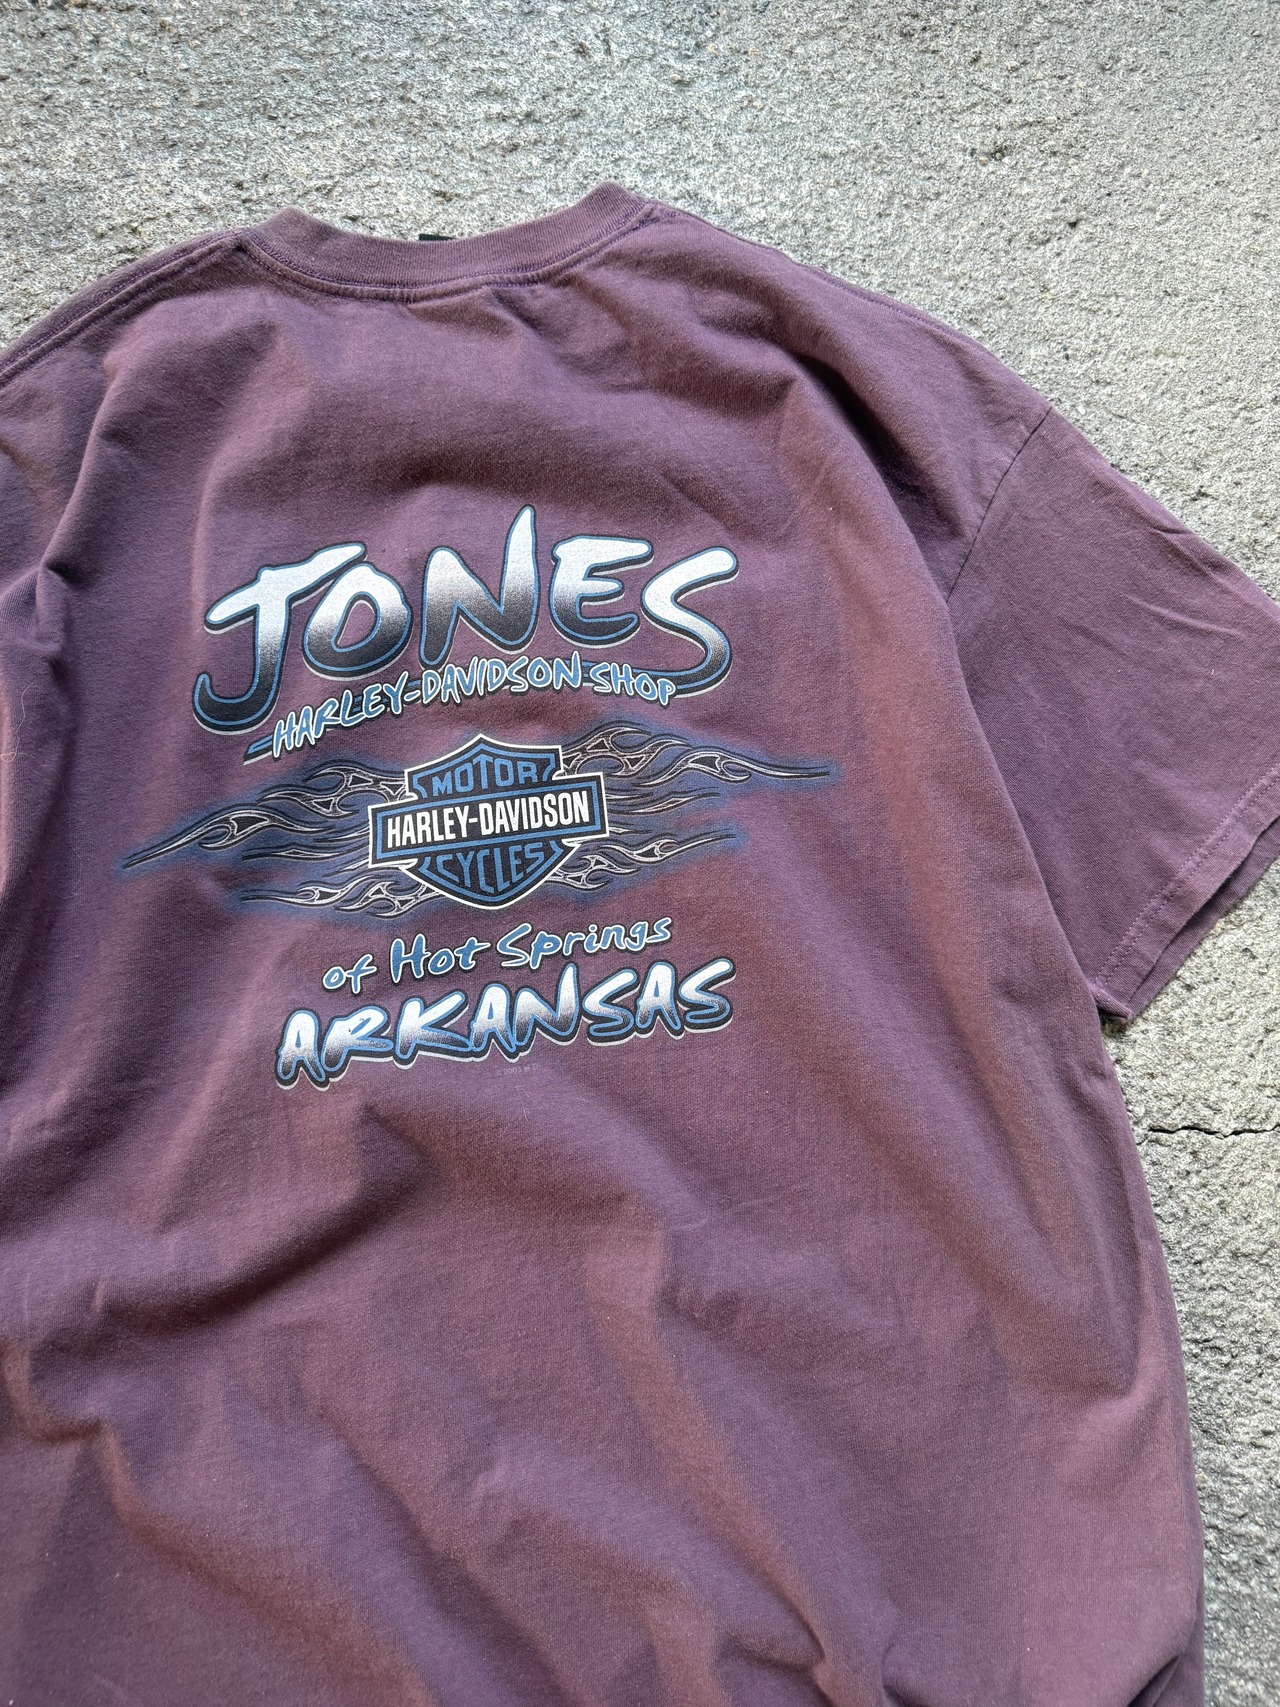 JONES
HARLEY-DAVIDSON SHOP
MOTOR
HARLEY-DAVIDSON
CYCLES
of Hot Springs
ARKANSAS